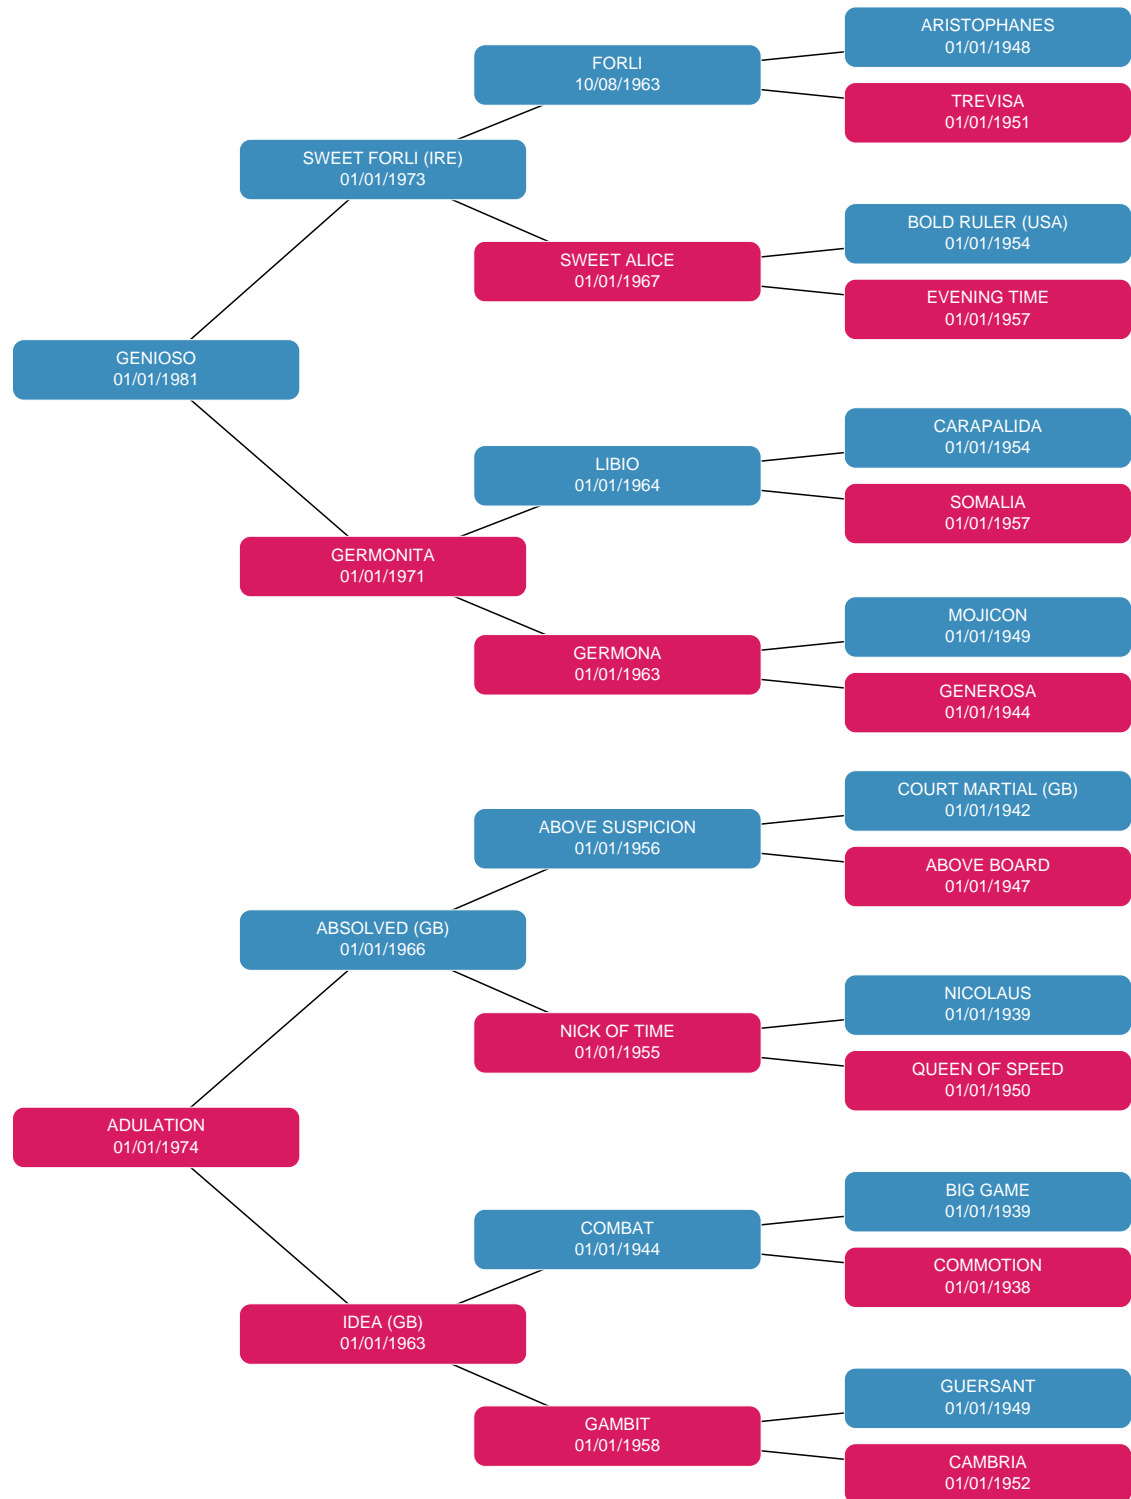 ARISTOPHANES
01/01/1948
FORLI
10/08/1963
TREVISA
01/01/1951
SWEET FORLI (IRE)
01/01/1973
BOLD RULER (USA)
01/01/1954
SWEET ALICE
01/01/1967
EVENING TIME
01/01/1957
GENIOSO
01/01/1981
CARAPALIDA
01/01/1954
LIBIO
01/01/1964
SOMALIA
01/01/1957
GERMONITA
01/01/1971
MOJICON
01/01/1949
GERMONA
01/01/1963
GENEROSA
01/01/1944
COURT MARTIAL (GB)
01/01/1942
ABOVE SUSPICION
01/01/1956
ABOVE BOARD
01/01/1947
ABSOLVED (GB)
01/01/1966
NICOLAUS
01/01/1939
NICK OF TIME
01/01/1955
QUEEN OF SPEED
01/01/1950
ADULATION
01/01/1974
BIG GAME
01/01/1939
COMBAT
01/01/1944
COMMOTION
01/01/1938
IDEA (GB)
01/01/1963
GUERSANT
01/01/1949
GAMBIT
01/01/1958
CAMBRIA
01/01/1952